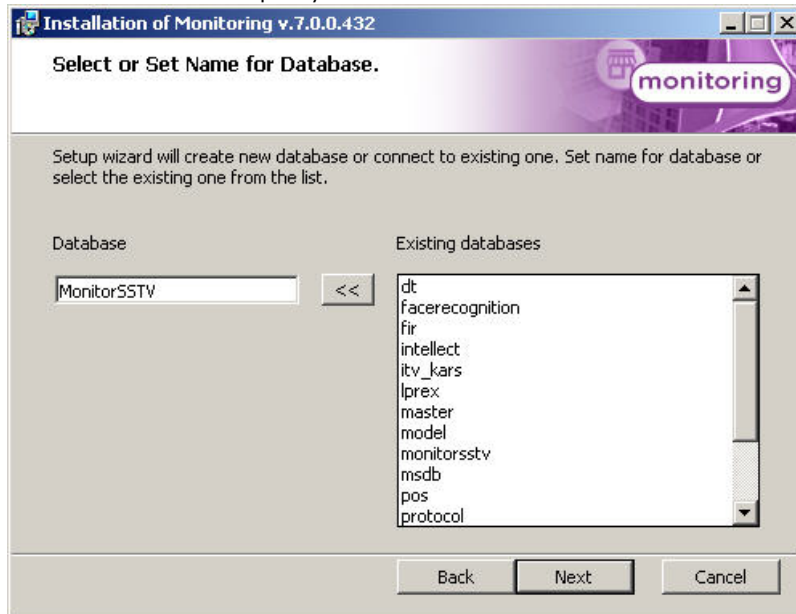 Installation of Monitoring v.7.0.0.432
Select or Set Name for Database.
monitoring
Setup wizard will create new database or connect to existing one. Set name for database or
select the existing one from the list.
Database
Existing databases
MonitorSSTV
<<
dt
facerecognition
fir
intellect
itv_kars
lprex
master
model
monitorsstv
msdb
pos
protocol
Back
Next
Cancel